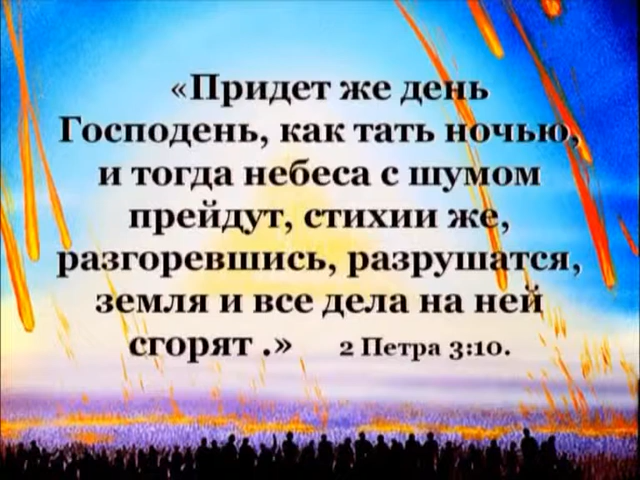 «Придет же день
Господень, как тать ночью,
и тогда небеса с шумом
прейдут, стихии же,
разгоревшись, разрушатся,
земля и все дела на ней
сгорят .» 2 Петра 3:10.